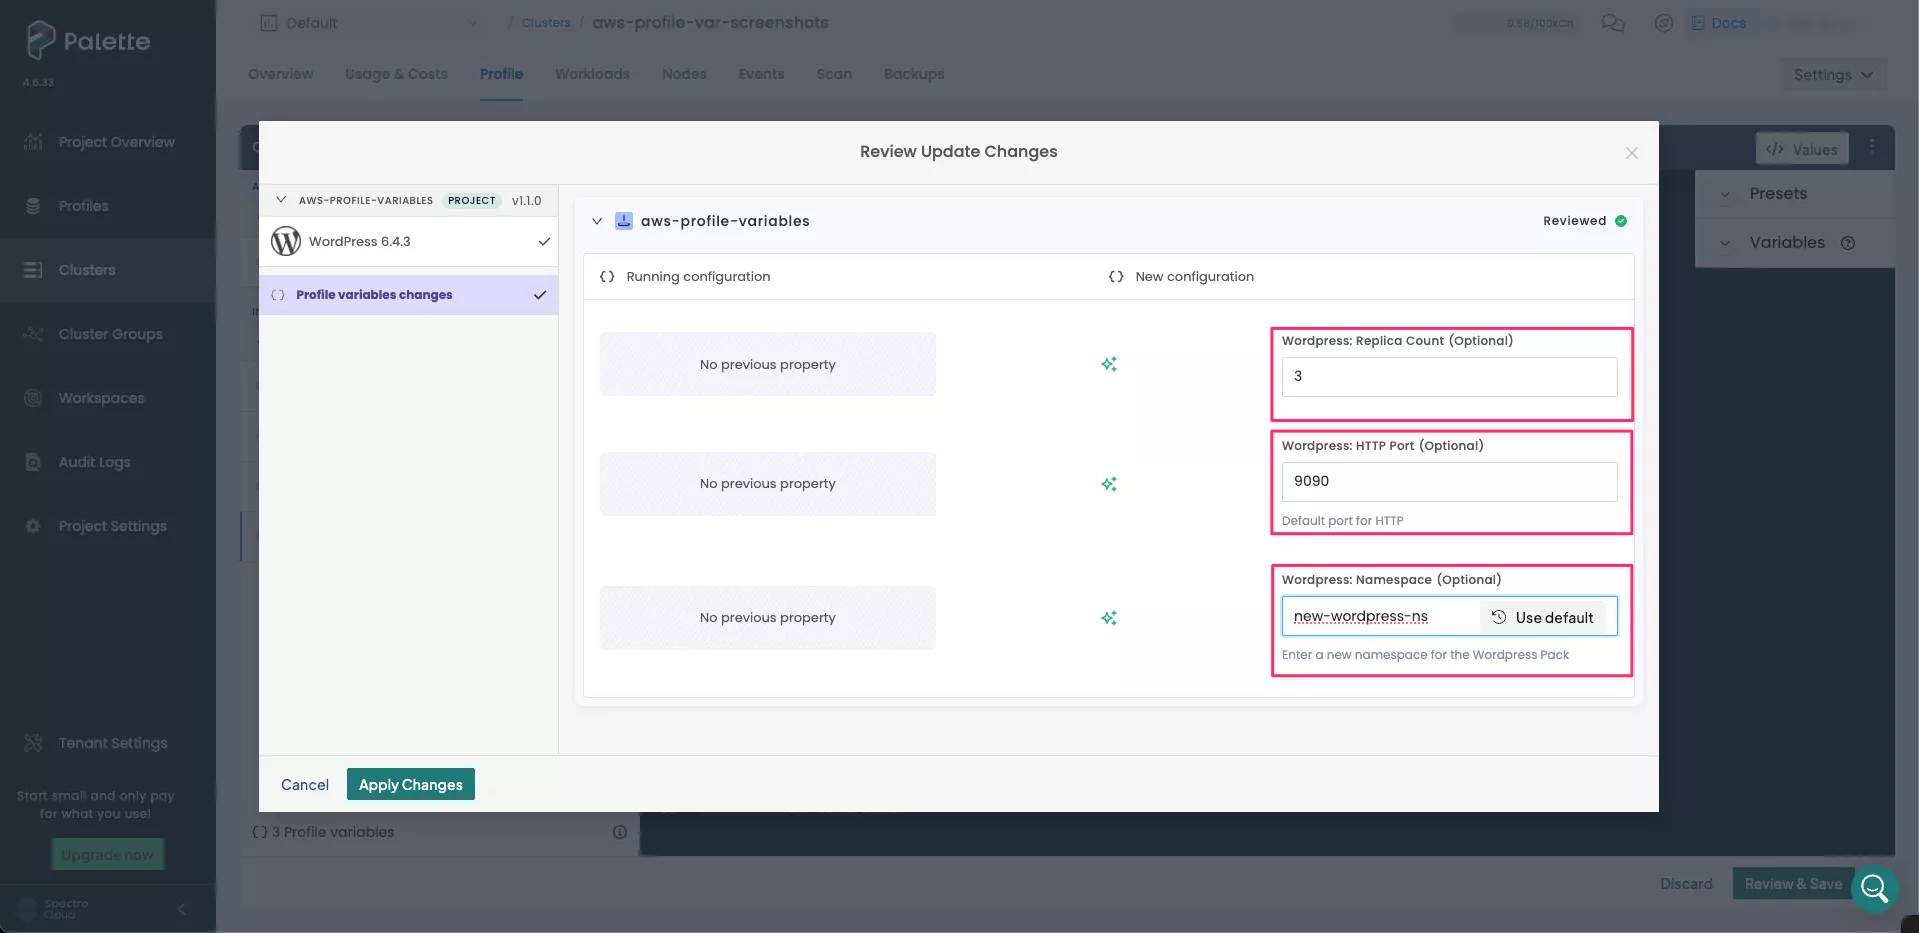 Palette
4.6.33
Project Overview
Profiles
Clusters
Cluster Groups
Workspaces
Audit Logs
Project Settings
Tenant Settings
Start small and only pay
for what you use!
Upgrade now
Spectro
Cloud
Default
/ Clusters / aws-profile-var-screenshots
0.98/100kCh
Docs
Overview
Usage & Costs
Profile
Workloads
Nodes
Events
Scan
Backups
Settings
</> Values
Presets
Variables
Review Update Changes
AWS-PROFILE-VARIABLES PROJECT v1.1.0
WordPress 6.4.3
Profile variables changes
aws-profile-variables
Reviewed
Running configuration
New configuration
No previous property
Wordpress: Replica Count (Optional)
3
No previous property
Wordpress: HTTP Port (Optional)
9090
Default port for HTTP
No previous property
Wordpress: Namespace (Optional)
new-wordpress-ns
Use default
Enter a new namespace for the Wordpress Pack
Cancel
Apply Changes
3 Profile variables
Discard
Review & Save